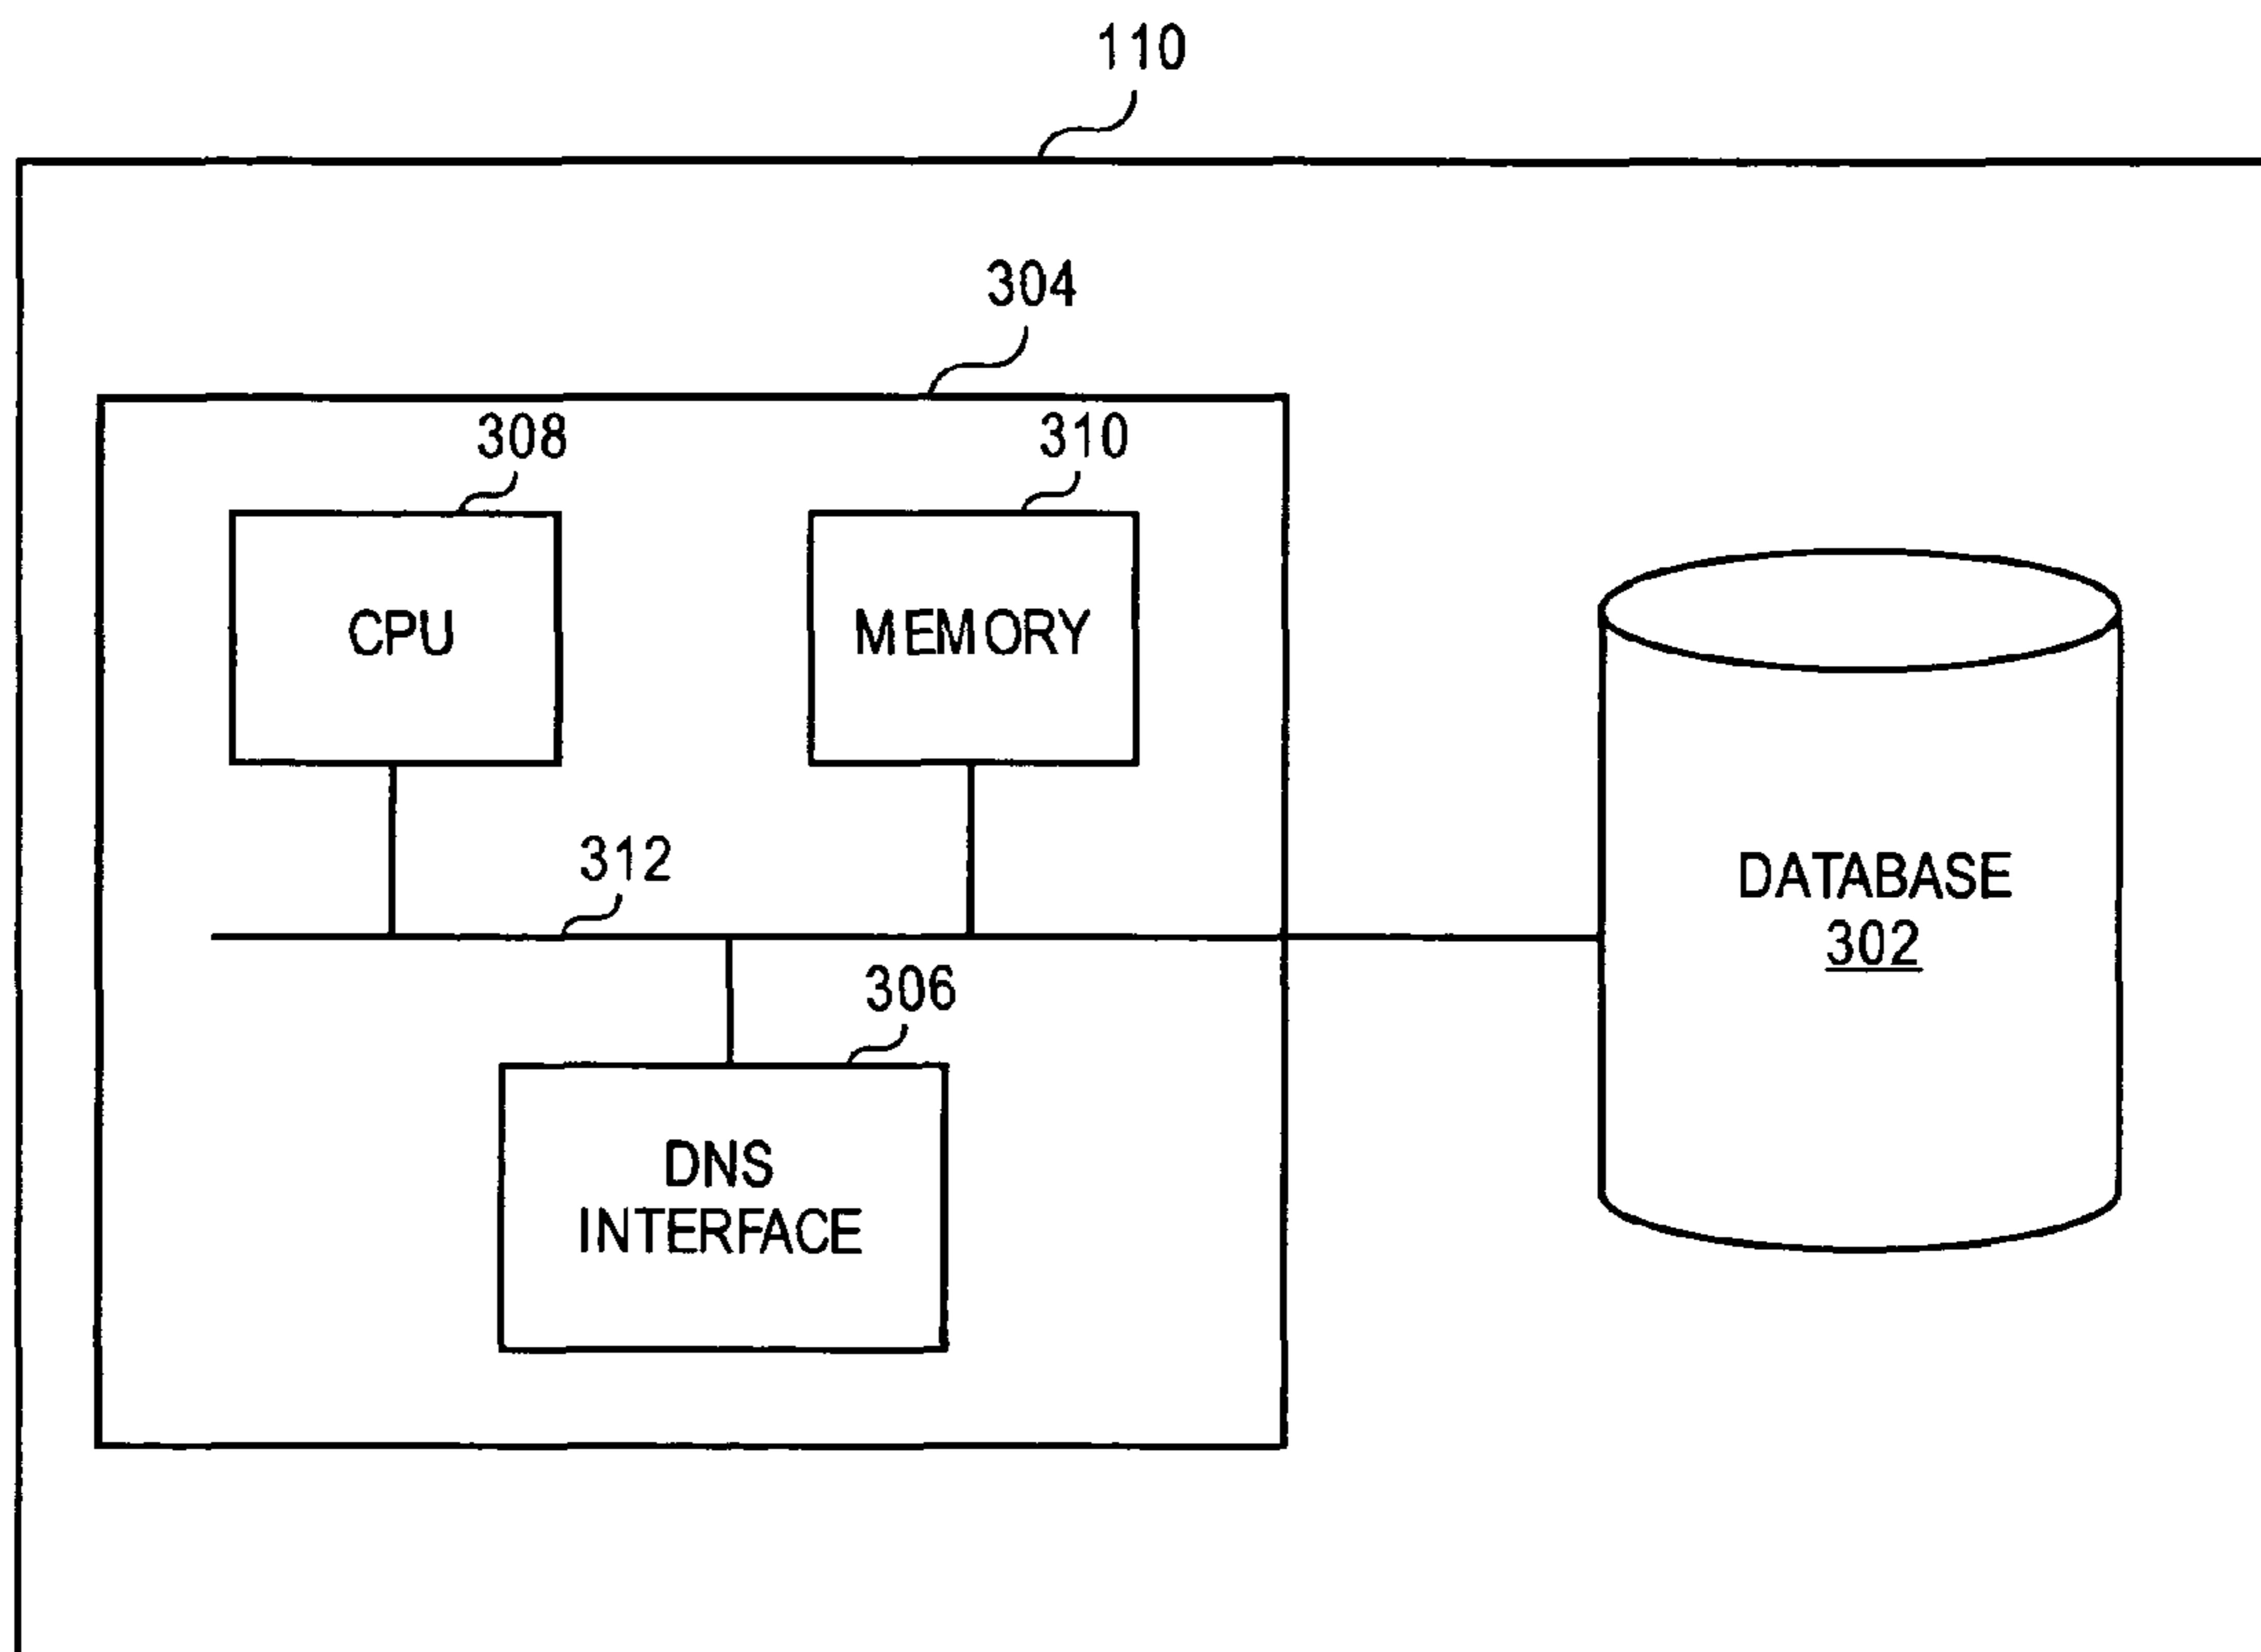 110
304
308
310
CPU
MEMORY
312
DATABASE
302
306
DNS
INTERFACE